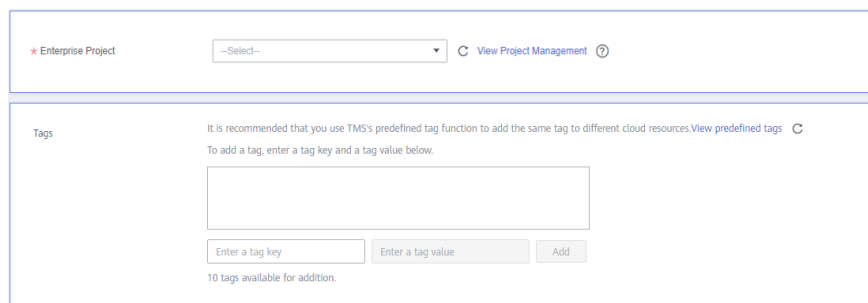 * Enterprise Project --Select-- View Project Management ?
Tags It is recommended that you use TMS's predefined tag function to add the same tag to different cloud resources.View predefined tags
To add a tag, enter a tag key and a tag value below.
Enter a tag key Enter a tag value Add
10 tags available for addition.